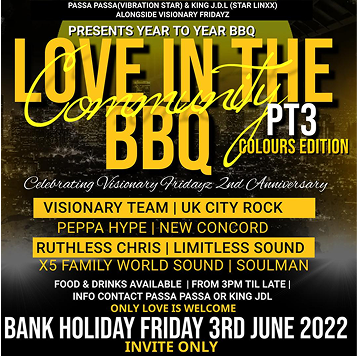 PASSA PASSA(VIBRATION STAR) & KING J.D.L (STAR LINXX)
ALONGSIDE VISIONARY FRIDAYZ
PRESENTS YEAR TO YEAR BBQ
LOVE IN THE
Community
BBQ
PT3
COLOURS EDITION
Celebrating Visionary Fridayz 2nd Anniversary
VISIONARY TEAM | UK CITY ROCK
PEPPA HYPE | NEW CONCORD
RUTHLESS CHRIS | LIMITLESS SOUND
X5 FAMILY WORLD SOUND | SOULMAN
FOOD & DRINKS AVAILABLE | FROM 3PM TIL LATE |
INFO CONTACT PASSA PASSA OR KING JDL
ONLY LOVE IS WELCOME
BANK HOLIDAY FRIDAY 3RD JUNE 2022
INVITE ONLY